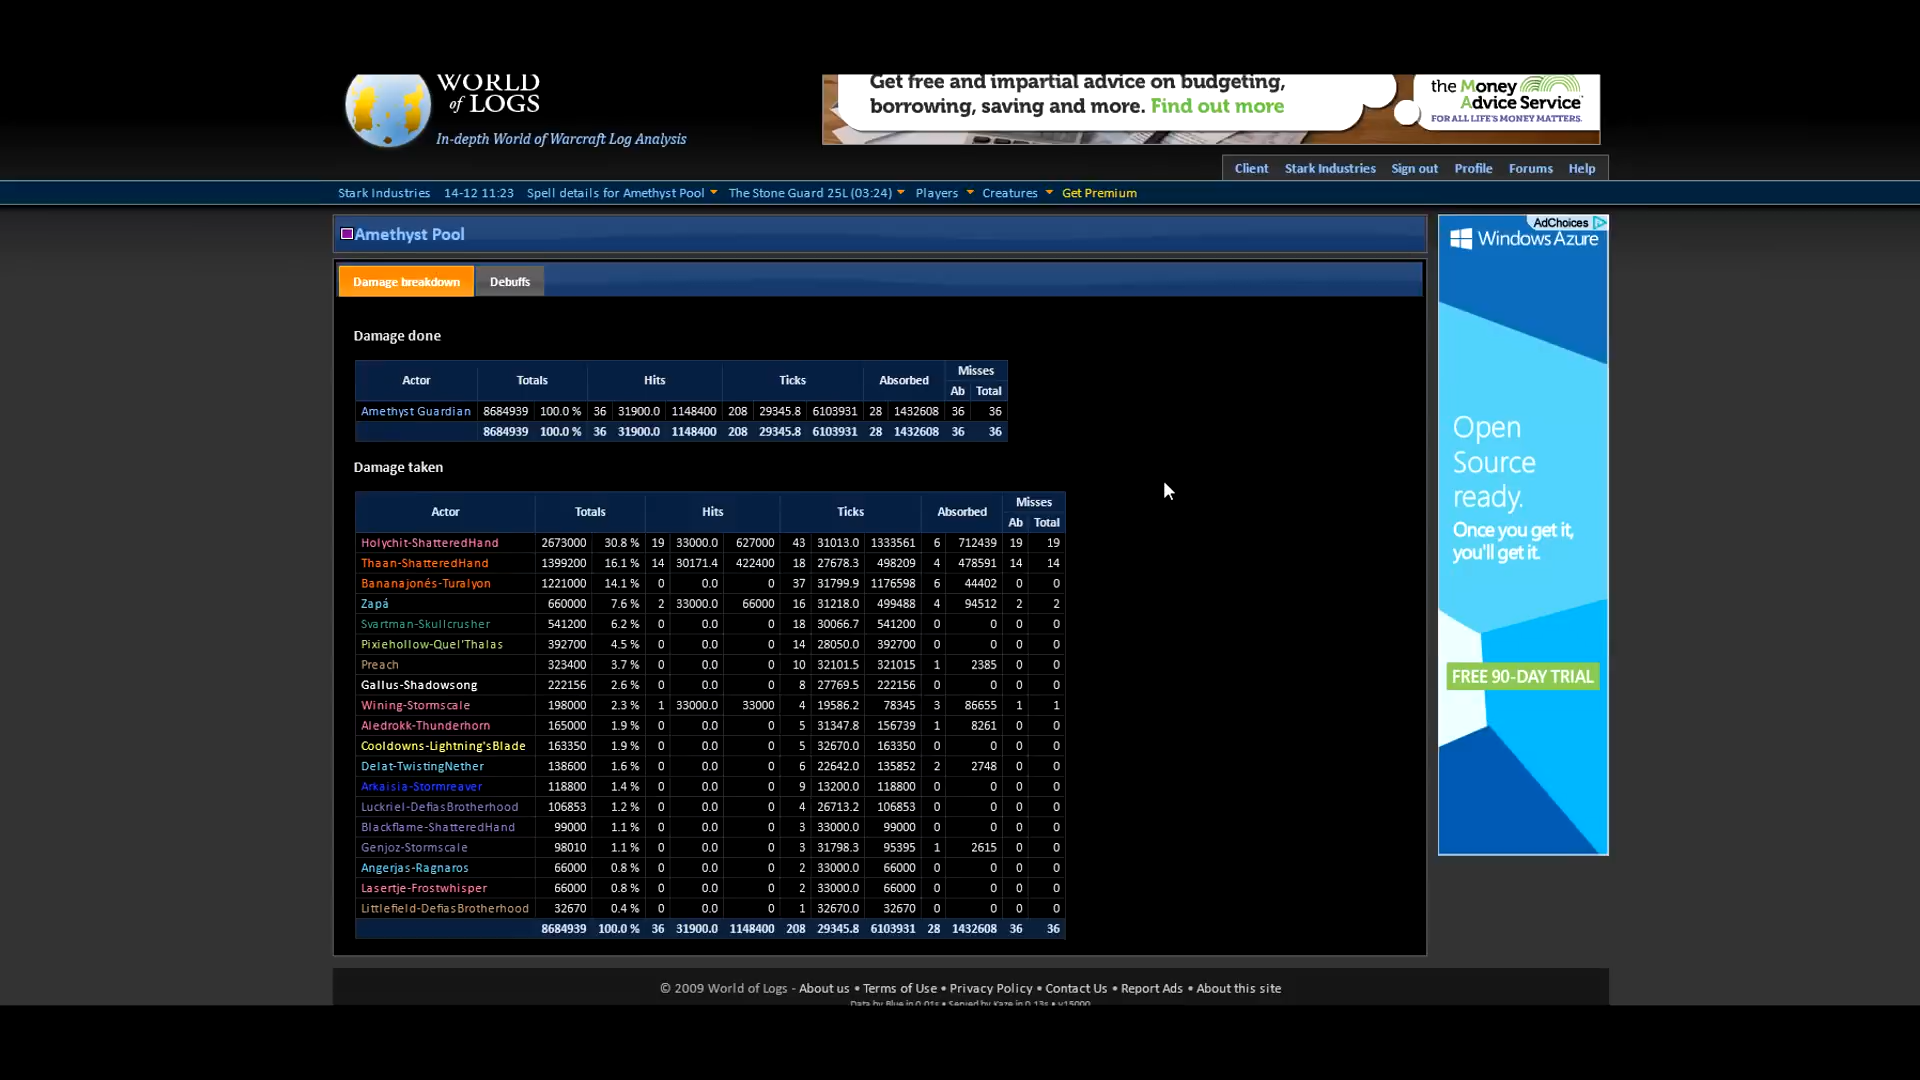 WORLD
of LOGS
In-depth World of Warcraft Log Analysis
Get free and impartial advice on budgeting,
borrowing, saving and more. Find out more
the Money
Advice Service
FOR ALL LIFE'S MONEY MATTERS.
Client Stark Industries Sign out Profile Forums Help
Stark Industries 14-12 11:23 Spell details for Amethyst Pool The Stone Guard 25L (03:24) Players Creatures Get Premium
Amethyst Pool
Damage breakdown Debuffs
Damage done
Actor Totals Hits Ticks Absorbed Misses
Ab Total
Amethyst Guardian 8684939 100.0 % 36 31900.0 1148400 208 29345.8 6103931 28 1432608 36 36
8684939 100.0 % 36 31900.0 1148400 208 29345.8 6103931 28 1432608 36 36
Damage taken
Actor Totals Hits Ticks Absorbed Misses
Ab Total
Holychit-ShatteredHand 2673000 30.8 % 19 33000.0 627000 43 31013.0 1333561 6 712439 19 19
Thaan-ShatteredHand 1399200 16.1 % 14 30171.4 422400 18 27678.3 498209 4 478591 14 14
Bananajonés-Turalyon 1221000 14.1 % 0 0.0 0 37 31799.9 1176598 6 44402 0 0
Zapá 660000 7.6 % 2 33000.0 66000 16 31218.0 499488 4 94512 2 2
Svartman-Skullcrusher 541200 6.2 % 0 0.0 0 18 30066.7 541200 0 0 0 0
Pixiehollow-Quel'Thalas 392700 4.5 % 0 0.0 0 14 28050.0 392700 0 0 0 0
Preach 323400 3.7 % 0 0.0 0 10 32101.5 321015 1 2385 0 0
Gallus-Shadowsong 222156 2.6 % 0 0.0 0 8 27769.5 222156 0 0 0 0
Wining-Stormscale 198000 2.3 % 1 33000.0 33000 4 19586.2 78345 3 86655 1 1
Aledrokk-Thunderhorn 165000 1.9 % 0 0.0 0 5 31347.8 156739 1 8261 0 0
Cooldowns-Lightning'sBlade 163350 1.9 % 0 0.0 0 5 32670.0 163350 0 0 0 0
Delat-TwistingNether 138600 1.6 % 0 0.0 0 6 22642.0 135852 2 2748 0 0
Arkaisia-Stormreaver 118800 1.4 % 0 0.0 0 9 13200.0 118800 0 0 0 0
Luckriel-DefiasBrotherhood 106853 1.2 % 0 0.0 0 4 26713.2 106853 0 0 0 0
Blackflame-ShatteredHand 99000 1.1 % 0 0.0 0 3 33000.0 99000 0 0 0 0
Genjoz-Stormscale 98010 1.1 % 0 0.0 0 3 31798.3 95395 1 2615 0 0
Angerjas-Ragnaros 66000 0.8 % 0 0.0 0 2 33000.0 66000 0 0 0 0
Lasertje-Frostwhisper 66000 0.8 % 0 0.0 0 2 33000.0 66000 0 0 0 0
Littlefield-DefiasBrotherhood 32670 0.4 % 0 0.0 0 1 32670.0 32670 0 0 0 0
8684939 100.0 % 36 31900.0 1148400 208 29345.8 6103931 28 1432608 36 36
AdChoices
Windows Azure
Open
Source
ready.
Once you get it,
you'll get it.
FREE 90-DAY TRIAL
© 2009 World of Logs - About us • Terms of Use • Privacy Policy • Contact Us • Report Ads • About this site
Data by Blue in 0.01s • Served by Kaze in 0.13s • v15000